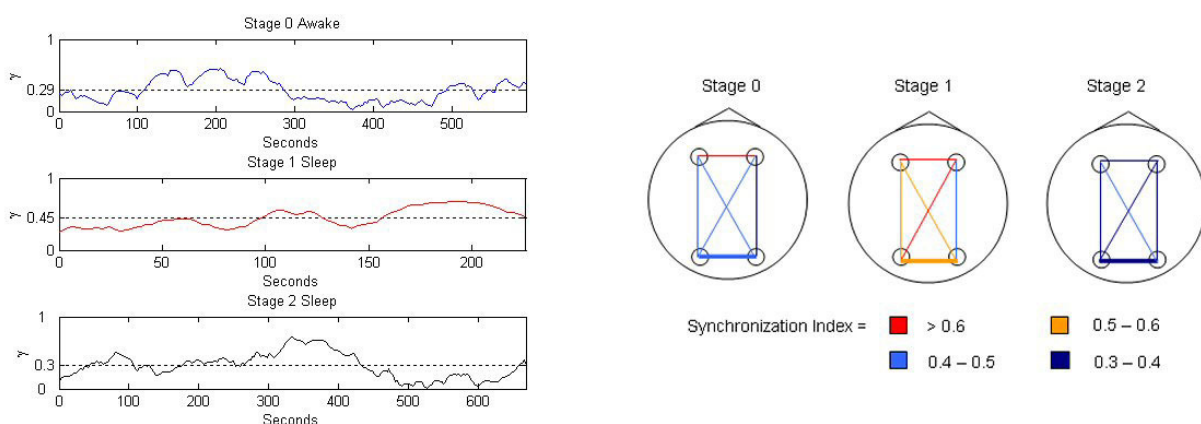 Stage 0 Awake
1
γ
0.29
0
0 100 200 300 400 500
Seconds
Stage 1 Sleep
1
γ
0.45
0
0 50 100 150 200
Seconds
Stage 2 Sleep
1
γ
0.3
0
0 100 200 300 400 500 600
Seconds
Stage 0 Stage 1 Stage 2
Synchronization Index = > 0.6 0.5 – 0.6
0.4 – 0.5 0.3 – 0.4